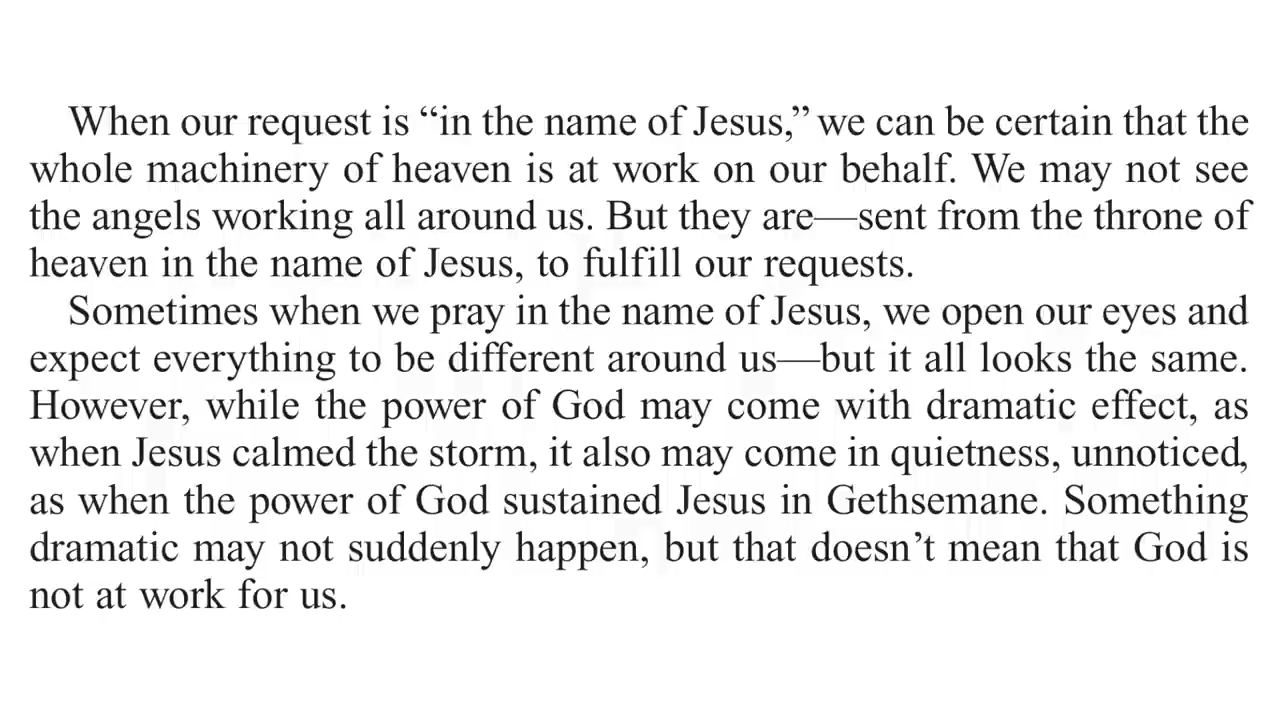 When our request is “in the name of Jesus,” we can be certain that the
whole machinery of heaven is at work on our behalf. We may not see
the angels working all around us. But they are—sent from the throne of
heaven in the name of Jesus, to fulfill our requests.
Sometimes when we pray in the name of Jesus, we open our eyes and
expect everything to be different around us—but it all looks the same.
However, while the power of God may come with dramatic effect, as
when Jesus calmed the storm, it also may come in quietness, unnoticed,
as when the power of God sustained Jesus in Gethsemane. Something
dramatic may not suddenly happen, but that doesn’t mean that God is
not at work for us.